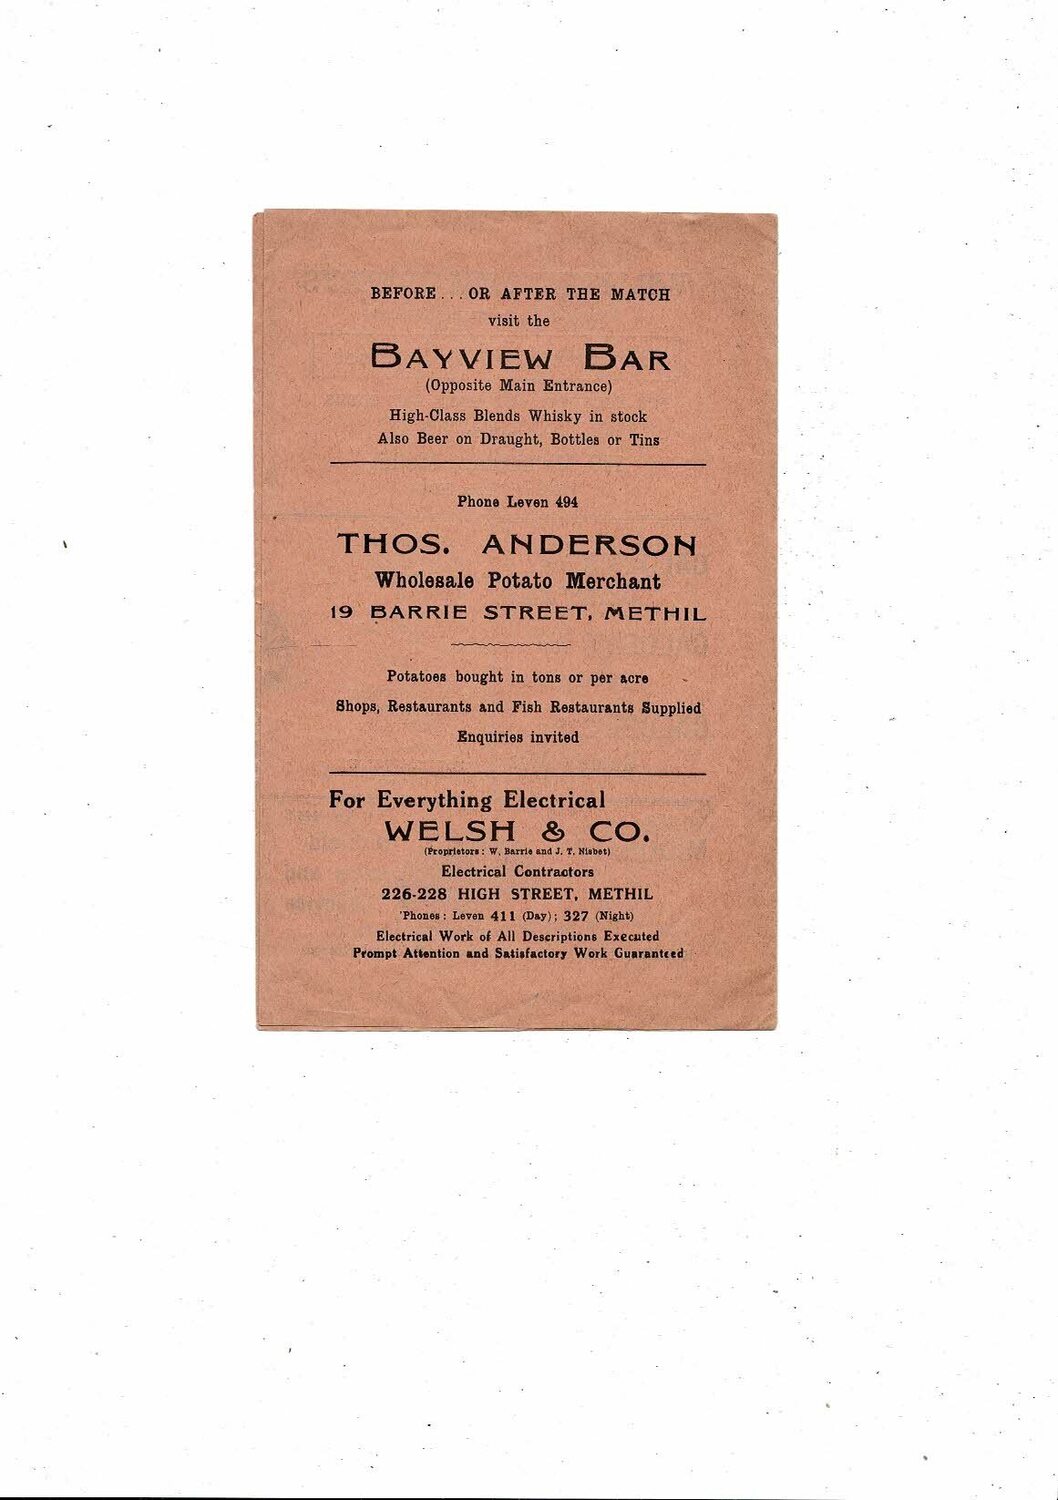 BEFORE ... OR AFTER THE MATCH
visit the
BAYVIEW BAR
(Opposite Main Entrance)
High-Class Blends Whisky in stock
Also Beer on Draught, Bottles or Tins
Phone Leven 494
THOS. ANDERSON
Wholesale Potato Merchant
19 BARRIE STREET, METHIL
Potatoes bought in tons or per acre
Shops, Restaurants and Fish Restaurants Supplied
Enquiries invited
For Everything Electrical
WELSH & CO.
(Proprietors: W. Barrie and J. T. Nisbet)
Electrical Contractors
226-228 HIGH STREET, METHIL
'Phones: Leven 411 (Day); 327 (Night)
Electrical Work of All Descriptions Executed
Prompt Attention and Satisfactory Work Guaranteed